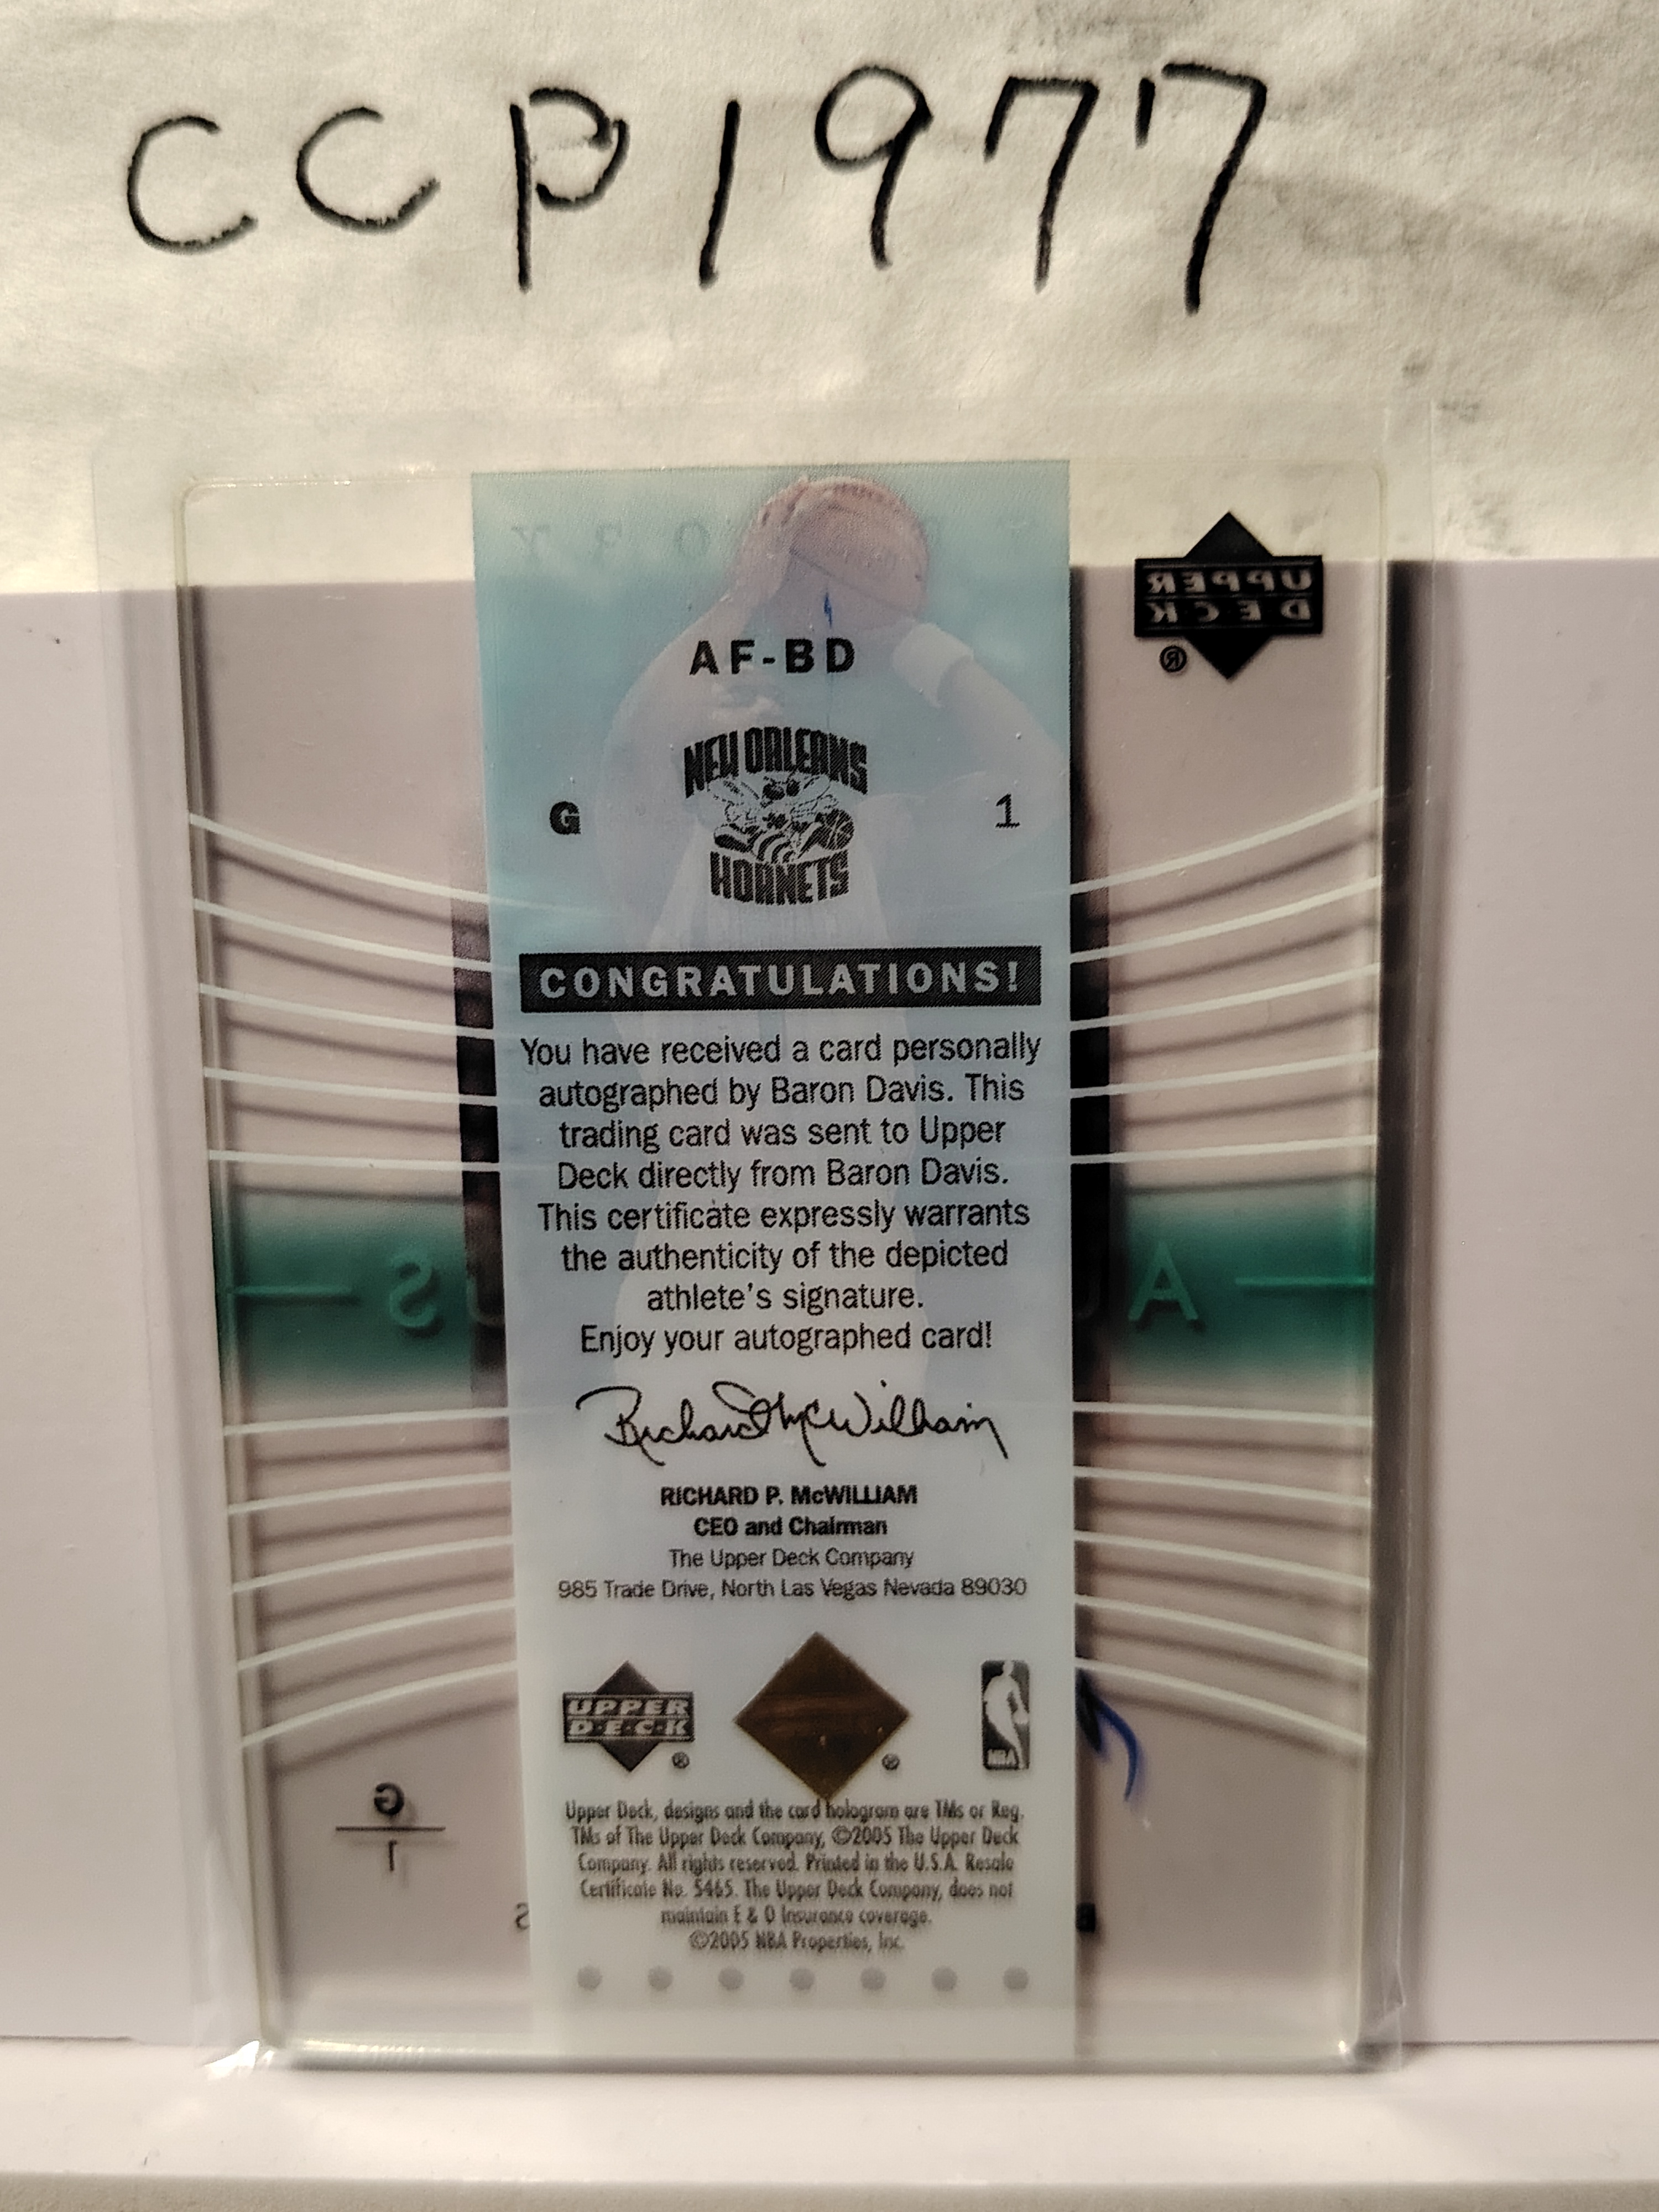 CCP1977
UPPER
DECK
®
AF-BD
NEW ORLEANS
HORNETS
G 1
CONGRATULATIONS!
You have received a card personally
autographed by Baron Davis. This
trading card was sent to Upper
Deck directly from Baron Davis.
This certificate expressly warrants
the authenticity of the depicted
athlete's signature.
Enjoy your autographed card!
Richard McWilliam
RICHARD P. McWILLIAM
CEO and Chairman
The Upper Deck Company
985 Trade Drive, North Las Vegas Nevada 89030
UPPER
D·E·C·K
® ®
NBA
G
1
Upper Deck, designs and the card hologram are TMs or Reg.
TMs of The Upper Deck Company, ©2005 The Upper Deck
Company. All rights reserved. Printed in the U.S.A. Resale
Certificate No. 5465. The Upper Deck Company, does not
maintain E & O Insurance coverage.
©2005 NBA Properties, Inc.